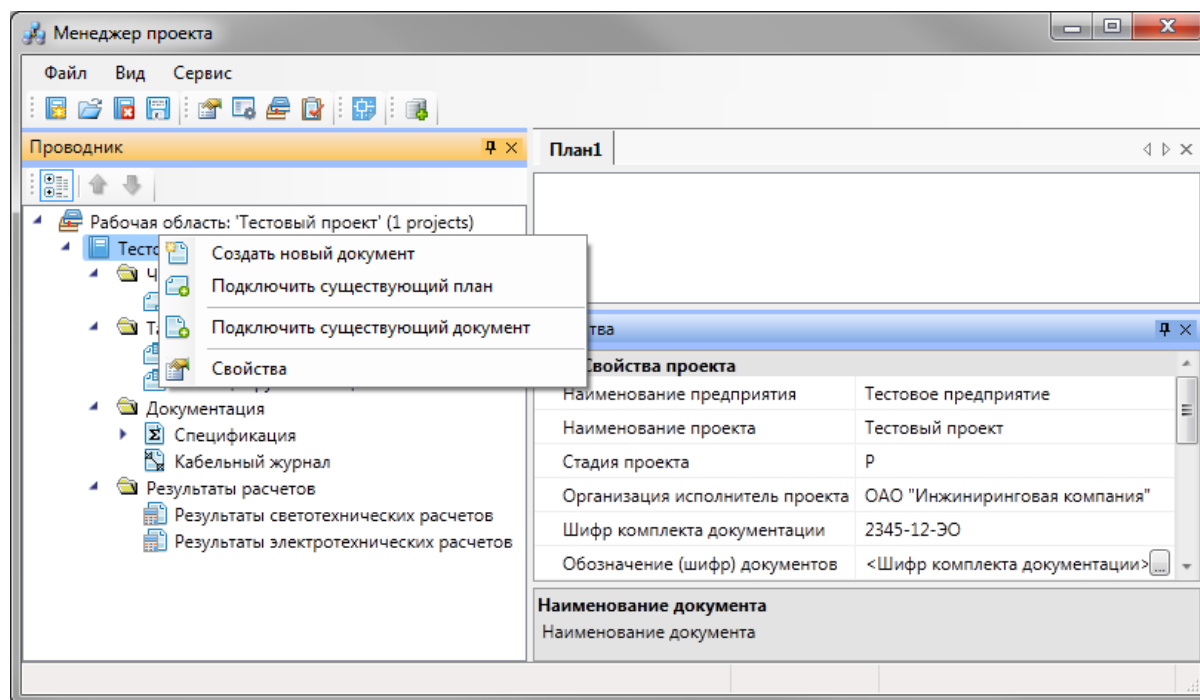 Менеджер проекта
Файл Вид Сервис
Проводник
План1
Рабочая область: 'Тестовый проект' (1 projects)
Создать новый документ
Подключить существующий план
Подключить существующий документ
Свойства
Документация
Спецификация
Кабельный журнал
Результаты расчетов
Результаты светотехнических расчетов
Результаты электротехнических расчетов
Свойства проекта
Наименование предприятия Тестовое предприятие
Наименование проекта Тестовый проект
Стадия проекта Р
Организация исполнитель проекта ОАО "Инжиниринговая компания"
Шифр комплекта документации 2345-12-ЭО
Обозначение (шифр) документов <Шифр комплекта документации> ...
Наименование документа
Наименование документа